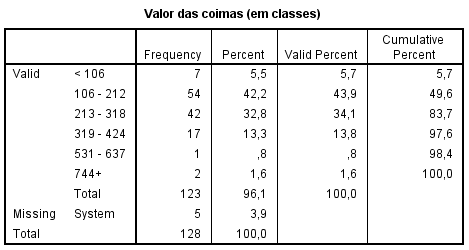 Valor das coimas (em classes)
Frequency Percent Valid Percent Cumulative Percent
Valid < 106 7 5,5 5,7 5,7
106 - 212 54 42,2 43,9 49,6
213 - 318 42 32,8 34,1 83,7
319 - 424 17 13,3 13,8 97,6
531 - 637 1 ,8 ,8 98,4
744+ 2 1,6 1,6 100,0
Total 123 96,1 100,0
Missing System 5 3,9
Total 128 100,0